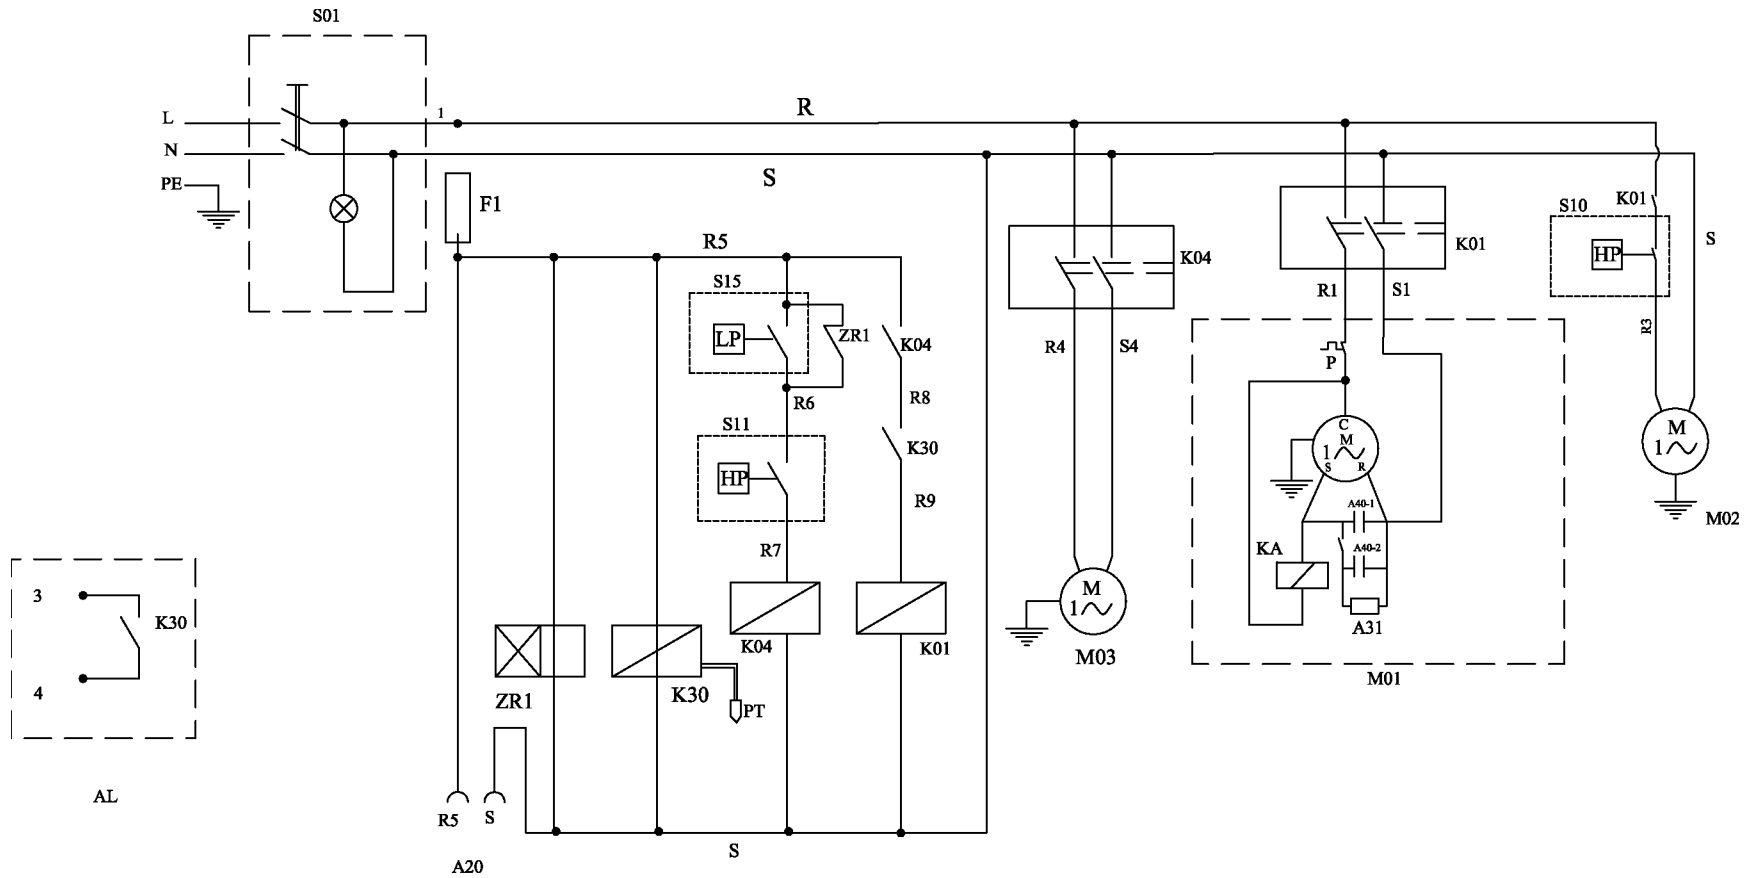 S01
L
1
R
N
PE
S
F1
R5
S15
LP
ZR1
K04
R6
R8
S11
HP
K30
R9
R7
K04
K01
ZR1
K30
PT
R5
S
A20
S
3
K30
4
AL
K04
R4
S4
M
1
M03
K01
R1
S1
P
C
M
1
S
R
A40-1
KA
A40-2
A31
M01
K01
S10
HP
S
R3
M
1
M02